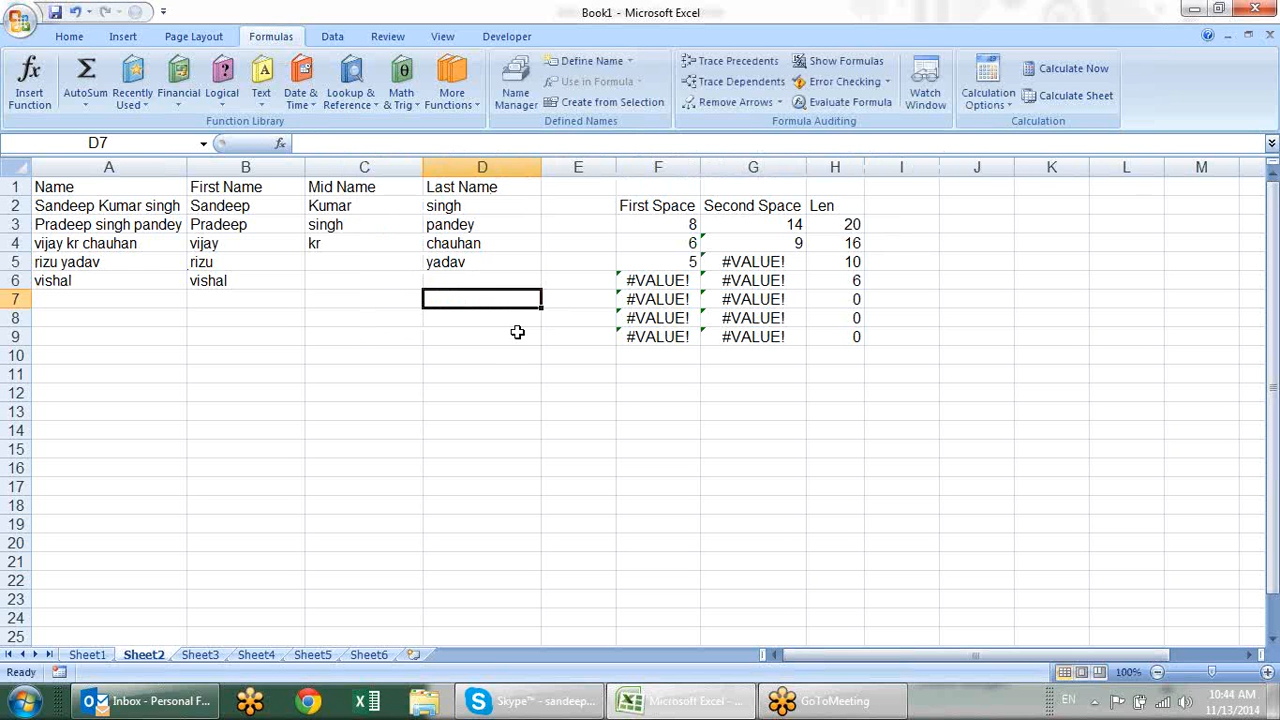 Book1 - Microsoft Excel
Home Insert Page Layout Formulas Data Review View Developer
Insert Function
AutoSum
Recently Used
Financial
Logical
Text
Date & Time
Lookup & Reference
Math & Trig
More Functions
Function Library
Name Manager
Define Name
Use in Formula
Create from Selection
Defined Names
Trace Precedents
Trace Dependents
Remove Arrows
Show Formulas
Error Checking
Evaluate Formula
Formula Auditing
Watch Window
Calculation Options
Calculate Now
Calculate Sheet
Calculation
D7 fx
A B C D E F G H I J K L M
1 Name First Name Mid Name Last Name
2 Sandeep Kumar singh Sandeep Kumar singh First Space Second Space Len
3 Pradeep singh pandey Pradeep singh pandey 8 14 20
4 vijay kr chauhan vijay kr chauhan 6 9 16
5 rizu yadav rizu yadav 5 #VALUE! 10
6 vishal vishal #VALUE! #VALUE! 6
7 #VALUE! #VALUE! 0
8 #VALUE! #VALUE! 0
9 #VALUE! #VALUE! 0
10
11
12
13
14
15
16
17
18
19
20
21
22
23
24
25
Sheet1 Sheet2 Sheet3 Sheet4 Sheet5 Sheet6
Ready 100%
Inbox - Personal F... Skype™ - sandeep... Microsoft Excel - ... GoToMeeting EN 10:44 AM
11/13/2014